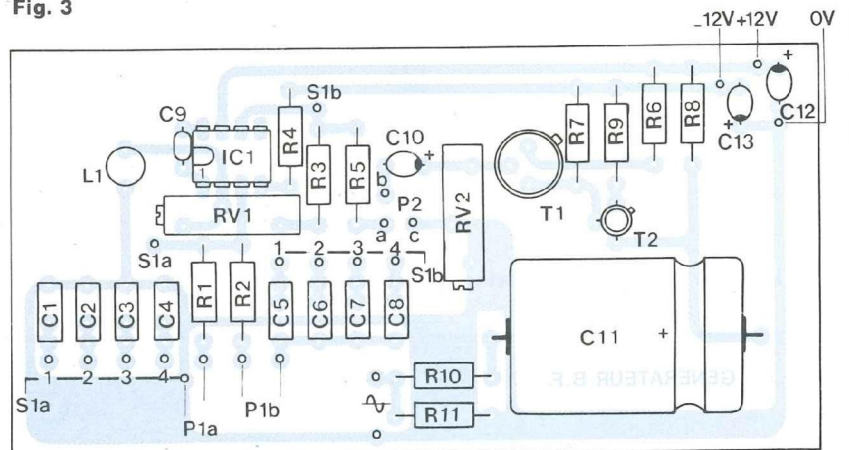 Fig. 3
_12V +12V 0V
S1b
C9
R4
IC1
1
L1
R3
R5
C10
+
b
P2
a c
RV1
RV2
R7
R9
R6
R8
+
C12
C13
+
T1
T2
S1a
1 2 3 4
S1b
R1
R2
C5
C6
C7
C8
C1
C2
C3
C4
1 2 3 4
S1a
P1a
P1b
R10
R11
C11 +
GENERATEUR B.F.